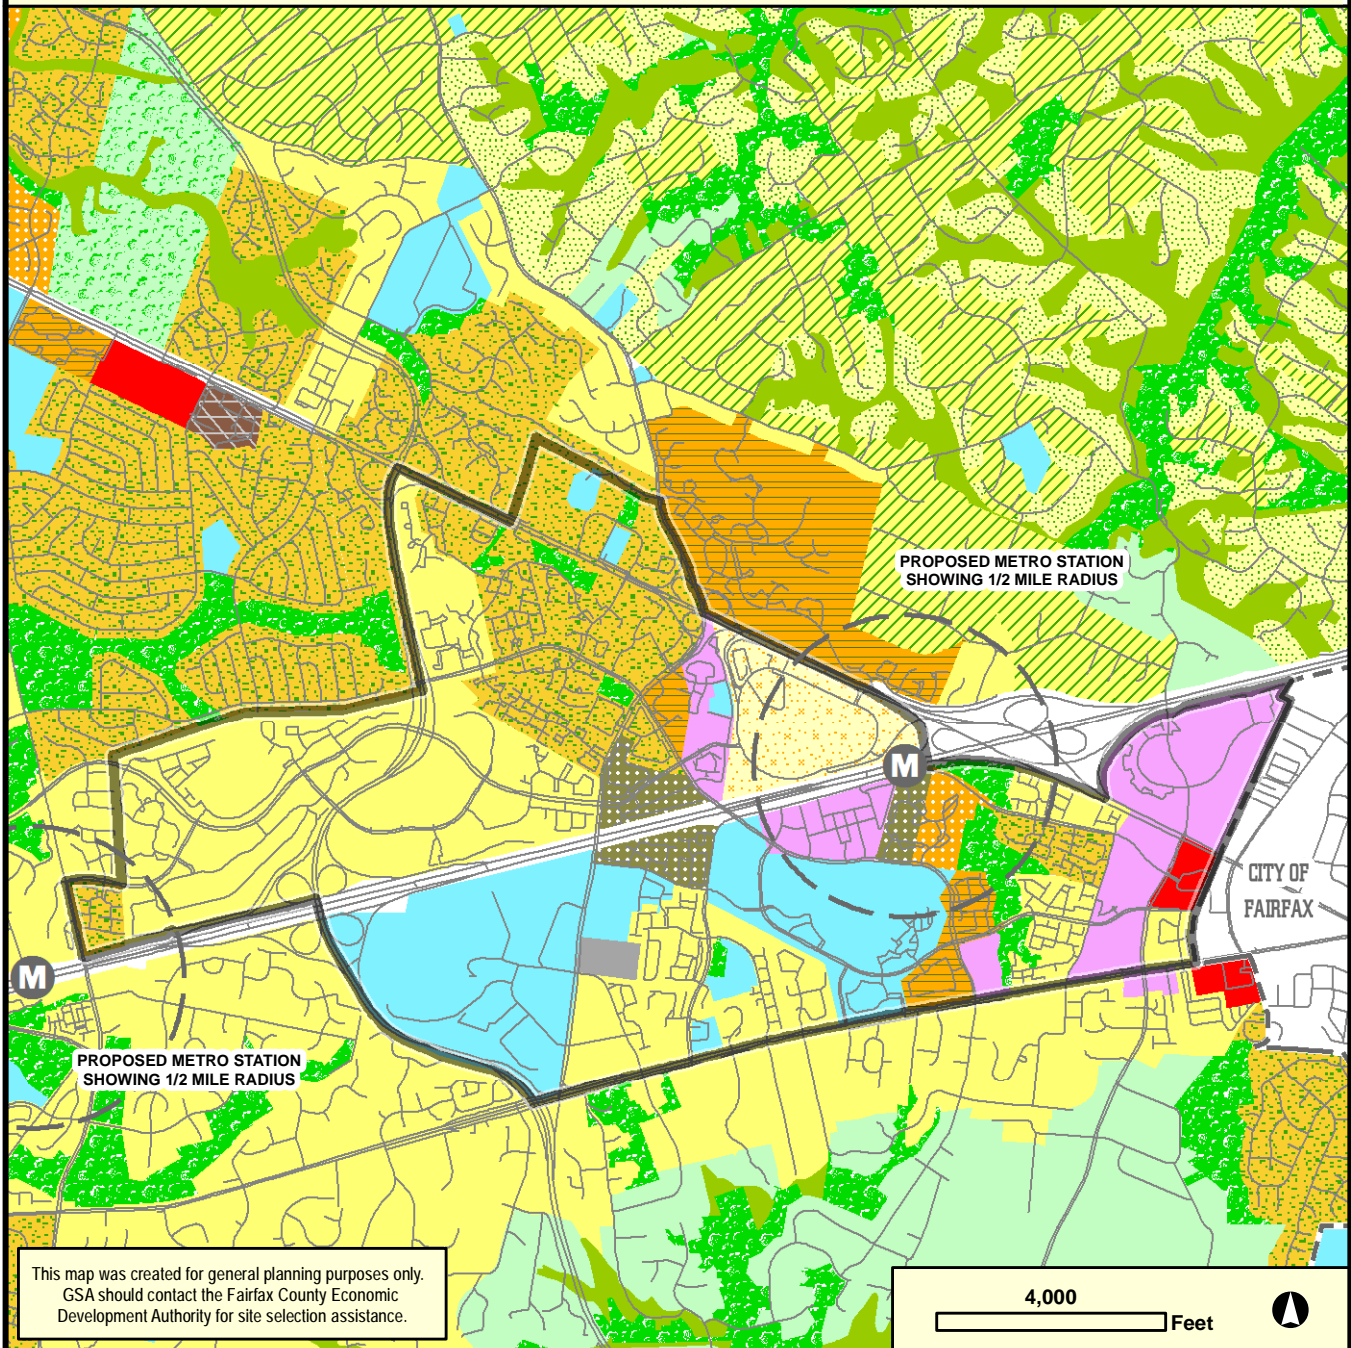 PROPOSED METRO STATION
SHOWING 1/2 MILE RADIUS
M
CITY OF
FAIRFAX
M
PROPOSED METRO STATION
SHOWING 1/2 MILE RADIUS
This map was created for general planning purposes only.
GSA should contact the Fairfax County Economic
Development Authority for site selection assistance.
4,000
Feet